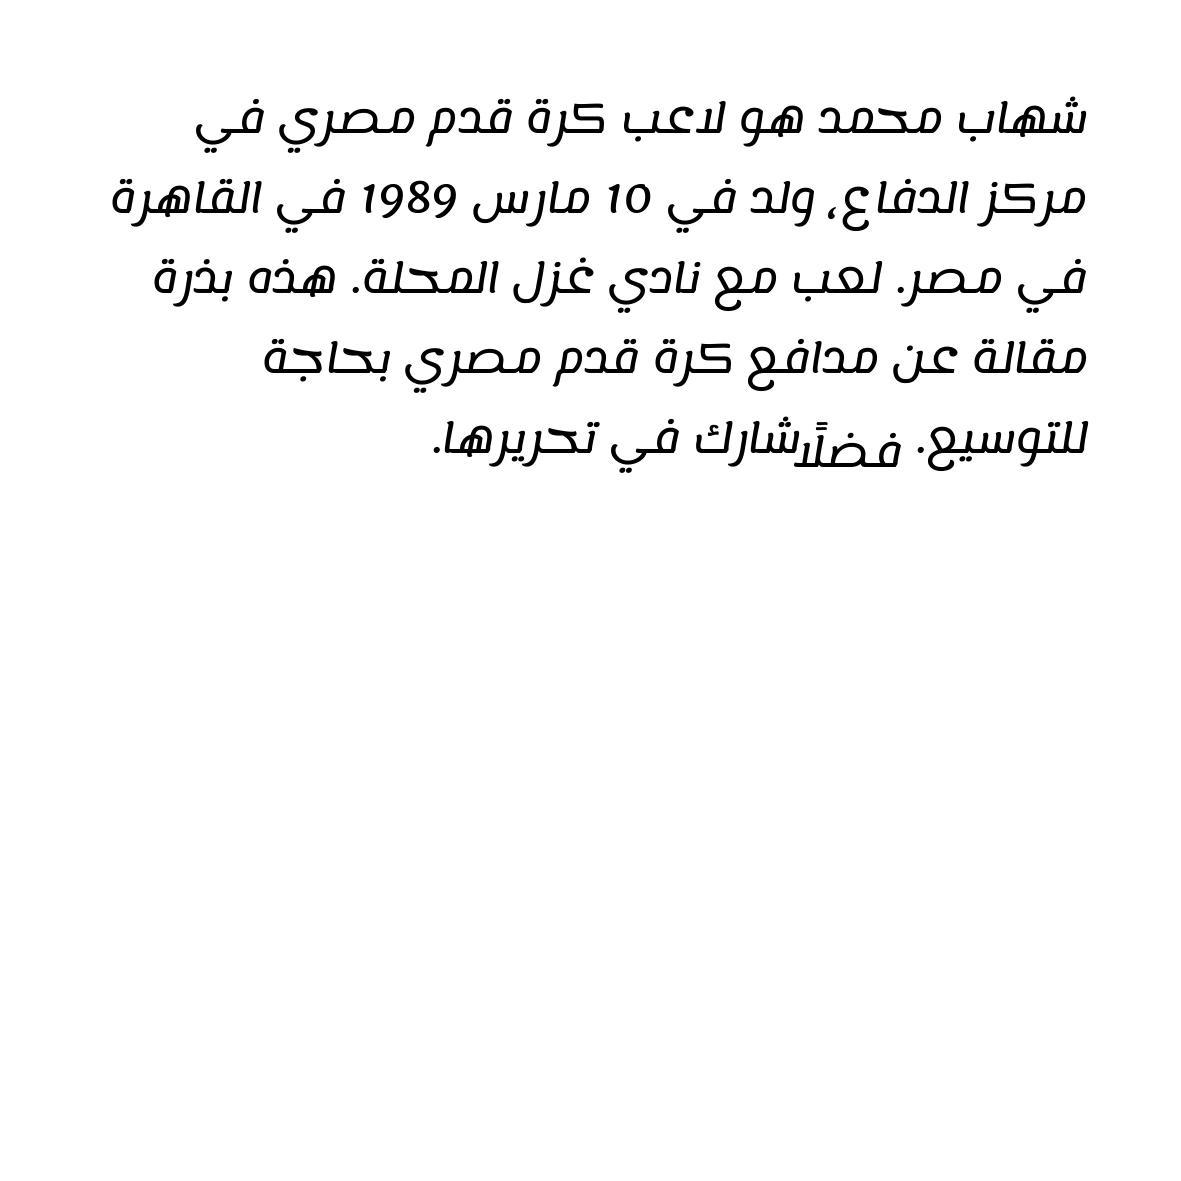 شهاب محمد هو لاعب كرة قدم مصري في
مركز الدفاع، ولد في 10 مارس 1989 في القاهرة
في مصر. لعب مع نادي غزل المحلة. هذه بذرة
مقالة عن مدافع كرة قدم مصري بحاجة
للتوسيع. فضلًا شارك في تحريرها.